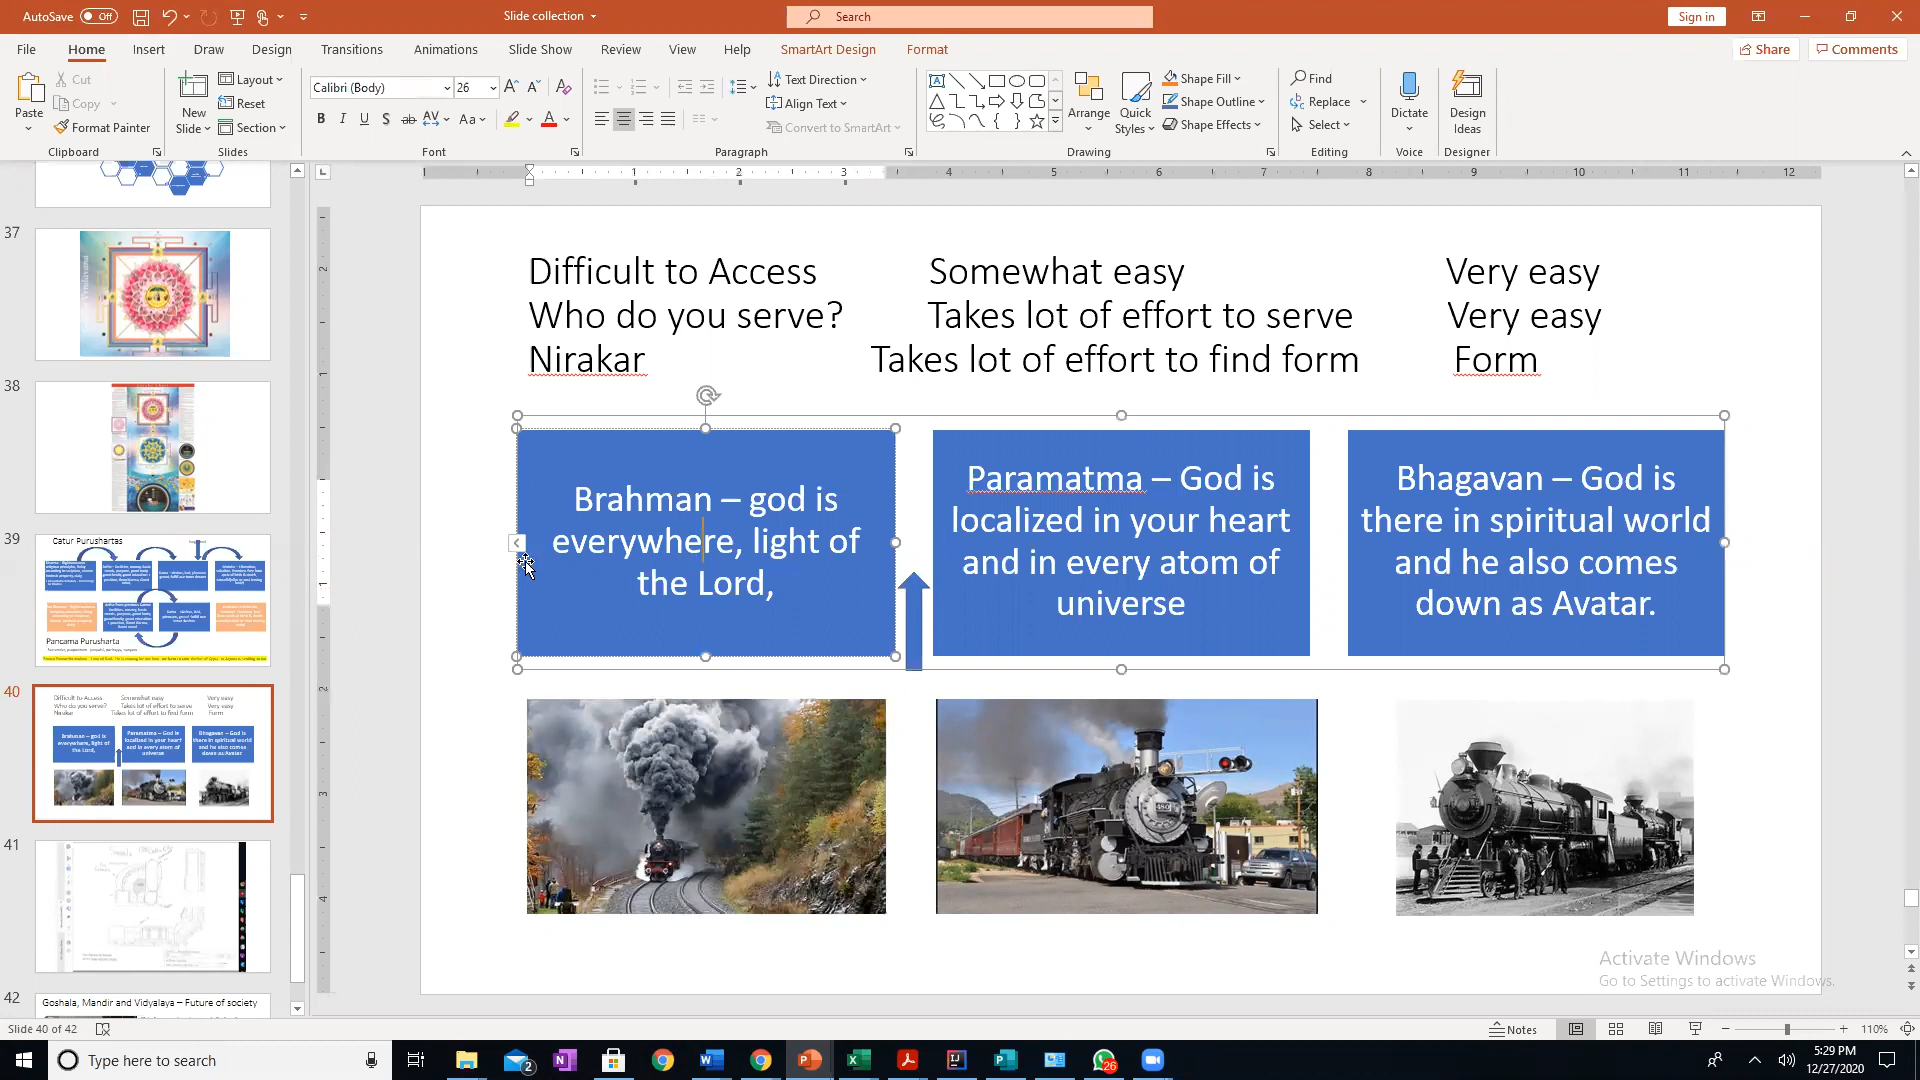 AutoSave Off
Slide collection
Search
Sign in
File Home Insert Draw Design Transitions Animations Slide Show Review View Help SmartArt Design Format
Share Comments
Paste
Cut
Copy
Format Painter
Clipboard
New
Slide
Layout
Reset
Section
Slides
Calibri (Body) 26
Font
Text Direction
Align Text
Convert to SmartArt
Paragraph
Arrange
Quick
Styles
Shape Fill
Shape Outline
Shape Effects
Drawing
Find
Replace
Select
Editing
Dictate
Voice
Design
Ideas
Designer
37
38
39
Catur Purushartas
Pancama Purusharta
40
41
42
Goshala, Mandir and Vidyalaya – Future of society
Difficult to Access Somewhat easy Very easy
Who do you serve? Takes lot of effort to serve Very easy
Nirakar Takes lot of effort to find form Form
Brahman – god is
everywhere, light of
the Lord,
Paramatma – God is
localized in your heart
and in every atom of
universe
Bhagavan – God is
there in spiritual world
and he also comes
down as Avatar.
Activate Windows
Go to Settings to activate Windows.
Slide 40 of 42
Notes
110%
Type here to search
2
26
5:29 PM
12/27/2020